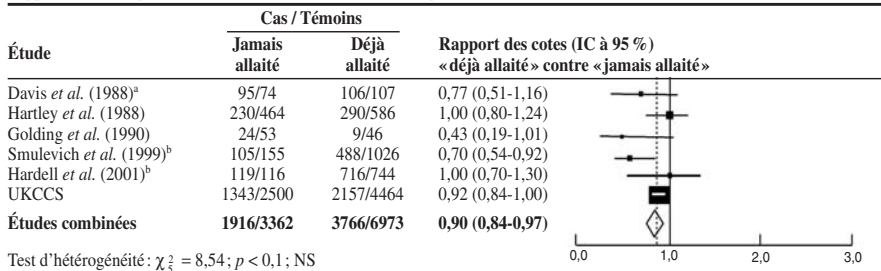 Cas / Témoins
Étude Jamais allaité Déjà allaité Rapport des cotes (IC à 95 %) «déjà allaité» contre «jamais allaité»
Davis et al. (1988)ᵃ 95/74 106/107 0,77 (0,51-1,16)
Hartley et al. (1988) 230/464 290/586 1,00 (0,80-1,24)
Golding et al. (1990) 24/53 9/46 0,43 (0,19-1,01)
Smulevich et al. (1999)ᵇ 105/155 488/1026 0,70 (0,54-0,92)
Hardell et al. (2001)ᵇ 119/116 716/744 1,00 (0,70-1,30)
UKCCS 1343/2500 2157/4464 0,92 (0,84-1,00)
Études combinées 1916/3362 3766/6973 0,90 (0,84-0,97)
0,0 1,0 2,0 3,0
Test d'hétérogénéité : χ²₅ = 8,54 ; p < 0,1 ; NS